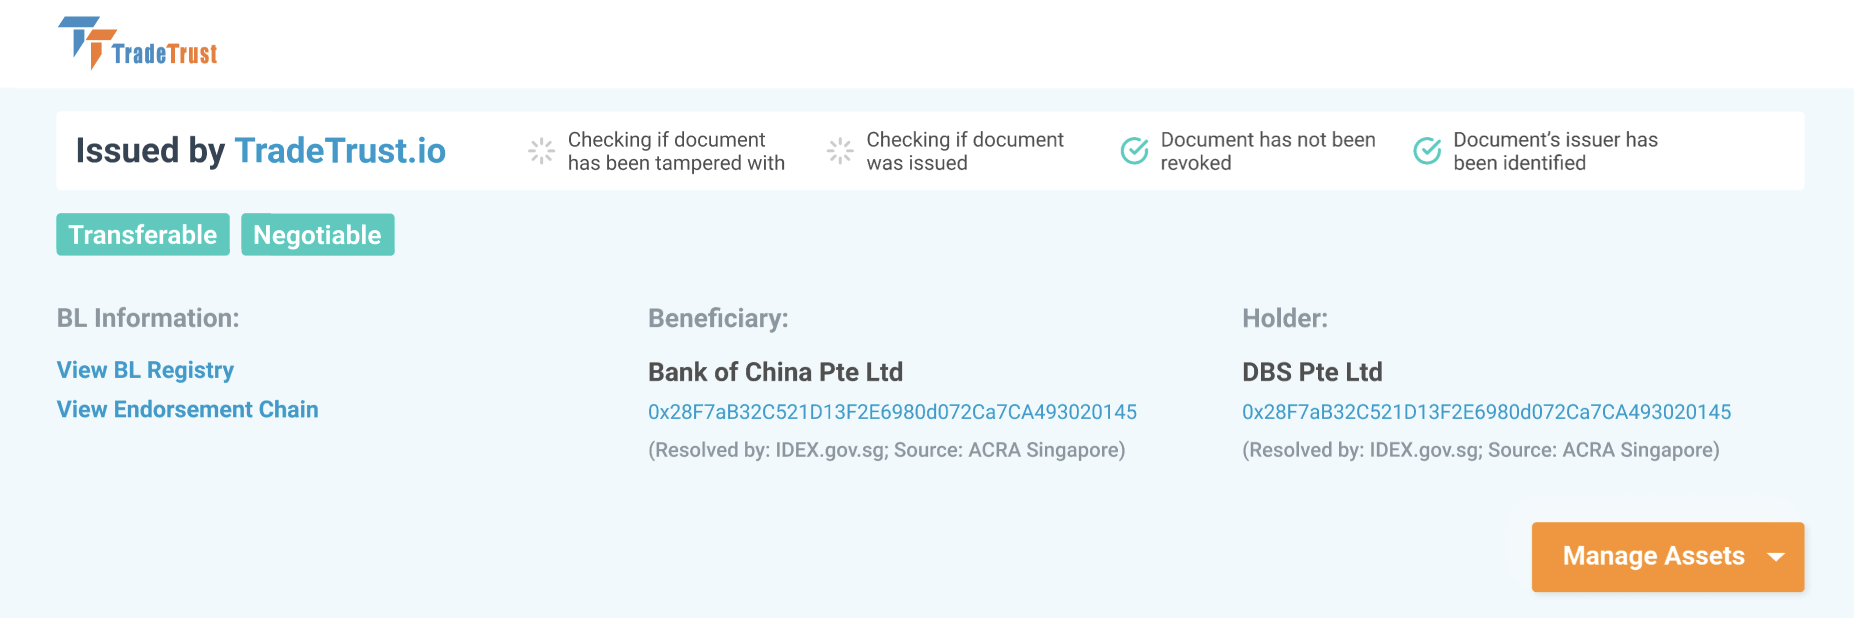 TradeTrust
Issued by TradeTrust.io
Checking if document
has been tampered with
Checking if document
was issued
Document has not been
revoked
Document’s issuer has
been identified
Transferable
Negotiable
BL Information:
View BL Registry
View Endorsement Chain
Beneficiary:
Bank of China Pte Ltd
0x28F7aB32C521D13F2E6980d072Ca7CA493020145
(Resolved by: IDEX.gov.sg; Source: ACRA Singapore)
Holder:
DBS Pte Ltd
0x28F7aB32C521D13F2E6980d072Ca7CA493020145
(Resolved by: IDEX.gov.sg; Source: ACRA Singapore)
Manage Assets